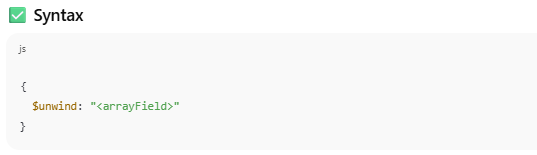 ✅ Syntax
js
{
  $unwind: "<arrayField>"
}